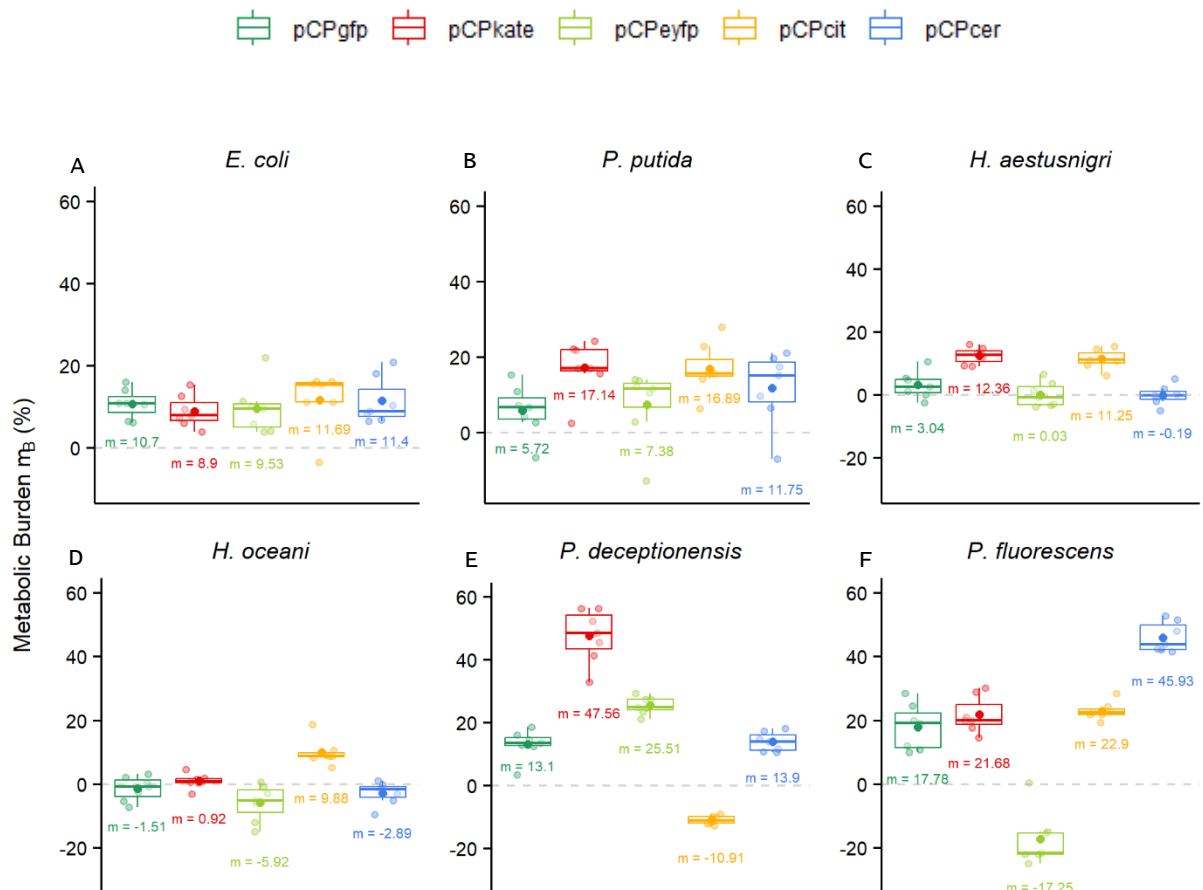 pCPgfp pCPkate pCPeyfp pCPcit pCPcer
Metabolic Burden m_B (%)
A E. coli
60
40
20
0
m = 10.7
m = 8.9
m = 9.53
m = 11.69
m = 11.4
B P. putida
60
40
20
0
m = 5.72
m = 17.14
m = 7.38
m = 16.89
m = 11.75
C H. aestusnigri
60
40
20
0
-20
m = 3.04
m = 12.36
m = 0.03
m = 11.25
m = -0.19
D H. oceani
60
40
20
0
-20
m = -1.51
m = 0.92
m = -5.92
m = 9.88
m = -2.89
E P. deceptionensis
60
40
20
0
-20
m = 13.1
m = 47.56
m = 25.51
m = -10.91
m = 13.9
F P. fluorescens
60
40
20
0
-20
m = 17.78
m = 21.68
m = -17.25
m = 22.9
m = 45.93